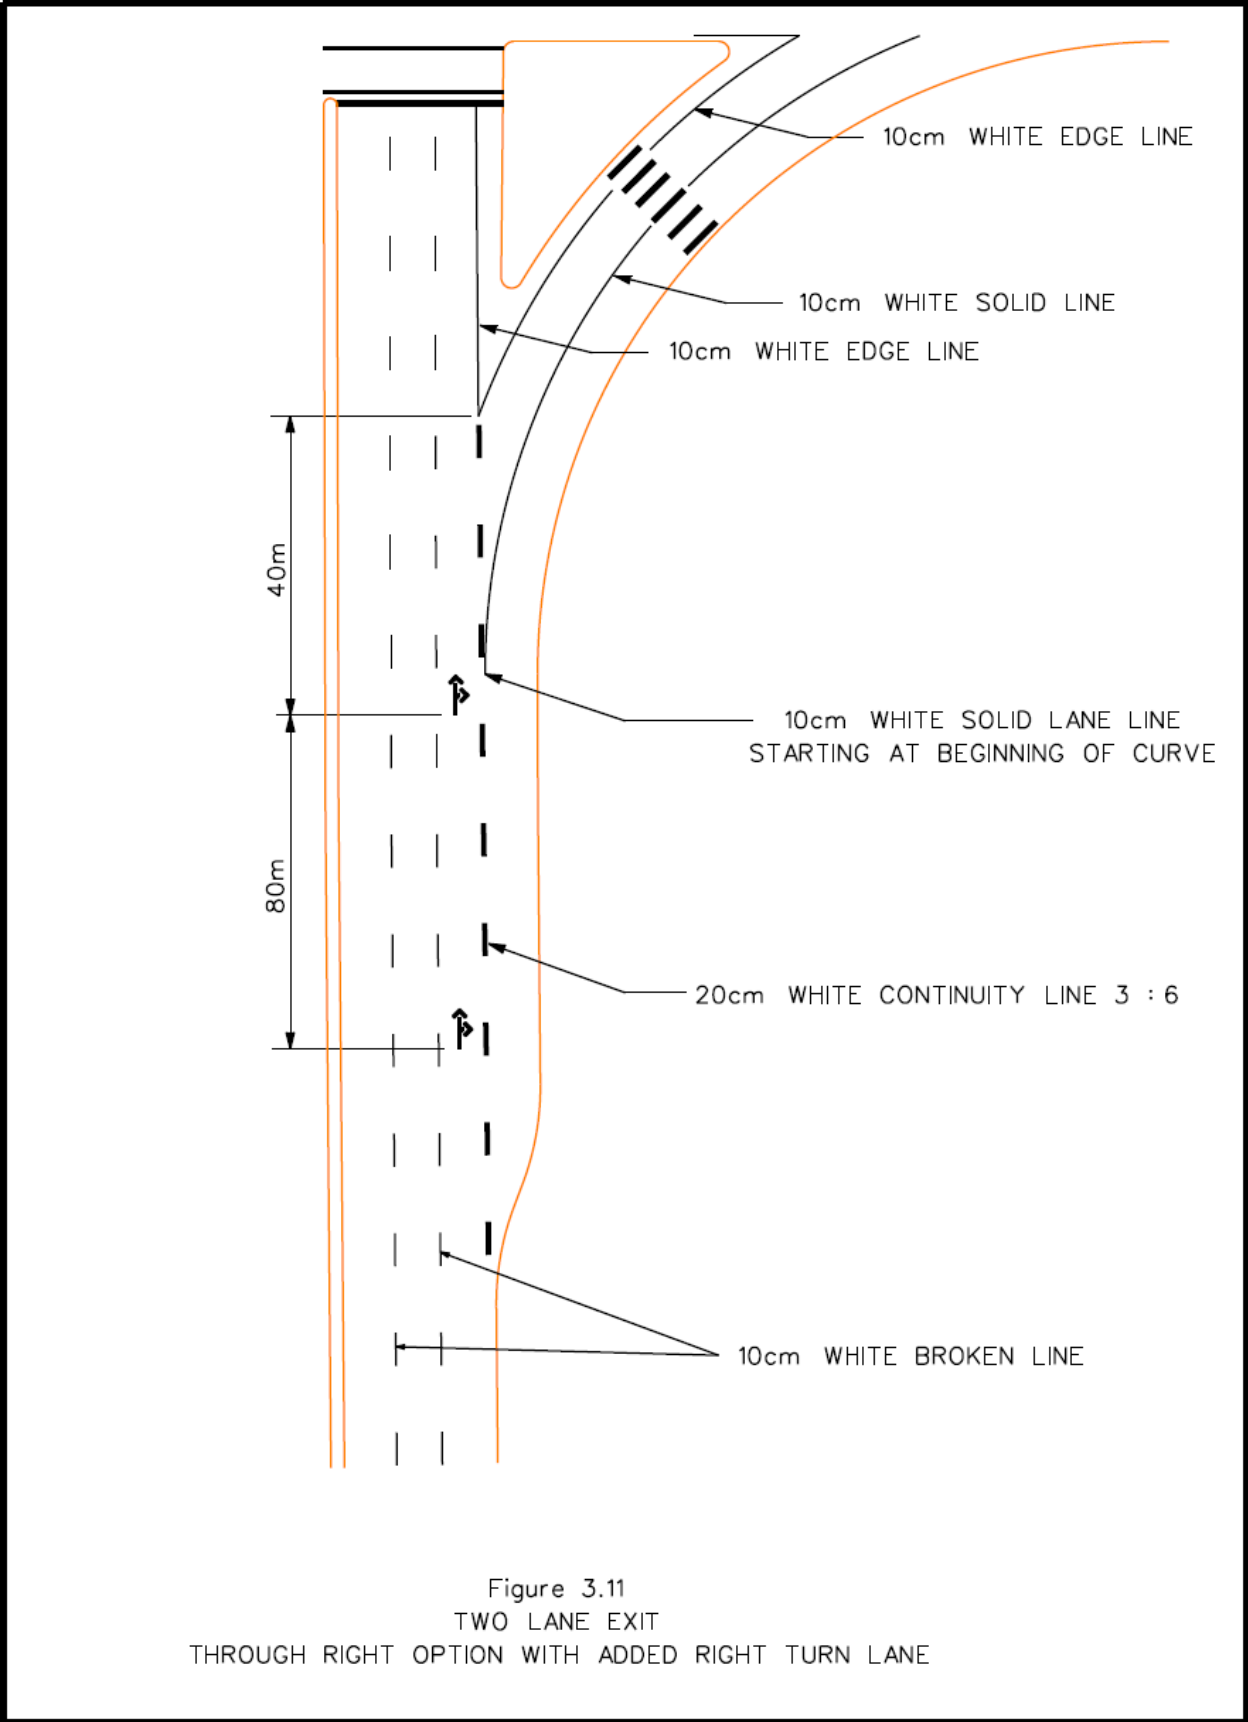 10cm WHITE EDGE LINE
10cm WHITE SOLID LINE
10cm WHITE EDGE LINE
40m
10cm WHITE SOLID LANE LINE
STARTING AT BEGINNING OF CURVE
80m
20cm WHITE CONTINUITY LINE 3 : 6
10cm WHITE BROKEN LINE
Figure 3.11
TWO LANE EXIT
THROUGH RIGHT OPTION WITH ADDED RIGHT TURN LANE